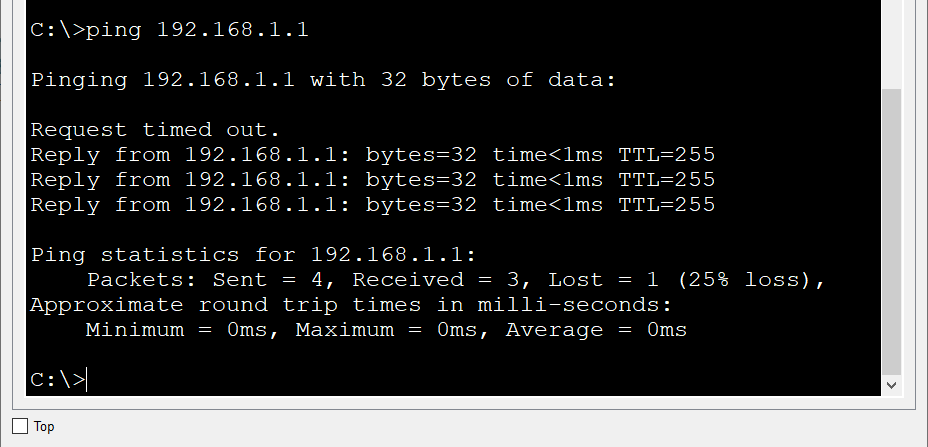 C:\>ping 192.168.1.1
Pinging 192.168.1.1 with 32 bytes of data:
Request timed out.
Reply from 192.168.1.1: bytes=32 time<1ms TTL=255
Reply from 192.168.1.1: bytes=32 time<1ms TTL=255
Reply from 192.168.1.1: bytes=32 time<1ms TTL=255
Ping statistics for 192.168.1.1:
    Packets: Sent = 4, Received = 3, Lost = 1 (25% loss),
Approximate round trip times in milli-seconds:
    Minimum = 0ms, Maximum = 0ms, Average = 0ms
C:\>
Top